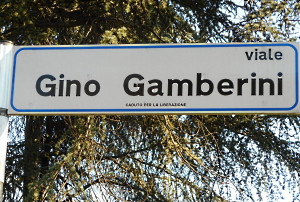 viale
Gino Gamberini
CADUTO PER LA LIBERAZIONE